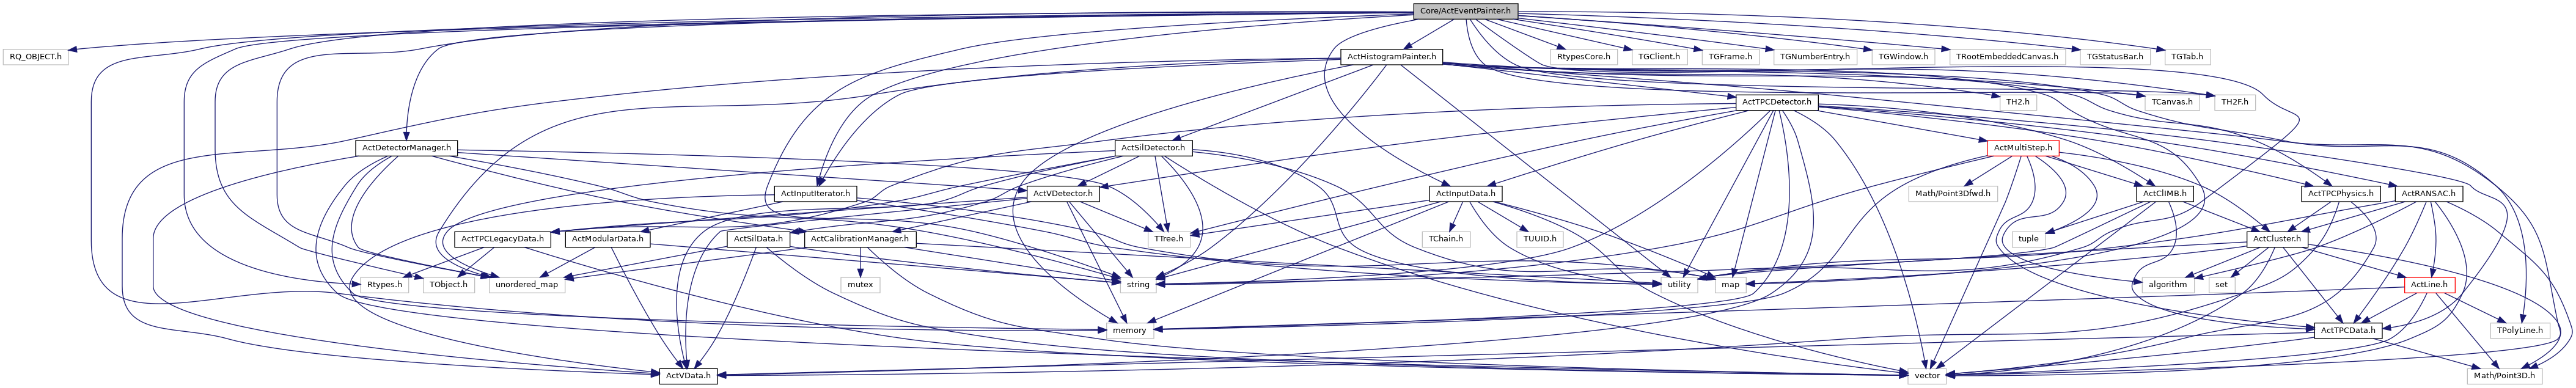 Core/ActEventPainter.h
RQ_OBJECT.h
ActHistogramPainter.h
RtypesCore.h
TGClient.h
TGFrame.h
TGNumberEntry.h
TGWindow.h
TRootEmbeddedCanvas.h
TGStatusBar.h
TGTab.h
ActTPCDetector.h
TH2.h
TCanvas.h
TH2F.h
ActDetectorManager.h
ActSilDetector.h
ActMultiStep.h
ActInputIterator.h
ActVDetector.h
ActInputData.h
Math/Point3Dfwd.h
ActClIMB.h
ActTPCPhysics.h
ActRANSAC.h
ActTPCLegacyData.h
ActModularData.h
ActSilData.h
ActCalibrationManager.h
TTree.h
TChain.h
TUUID.h
tuple
ActCluster.h
Rtypes.h
TObject.h
unordered_map
mutex
string
utility
map
algorithm
set
ActLine.h
memory
ActTPCData.h
TPolyLine.h
ActVData.h
vector
Math/Point3D.h